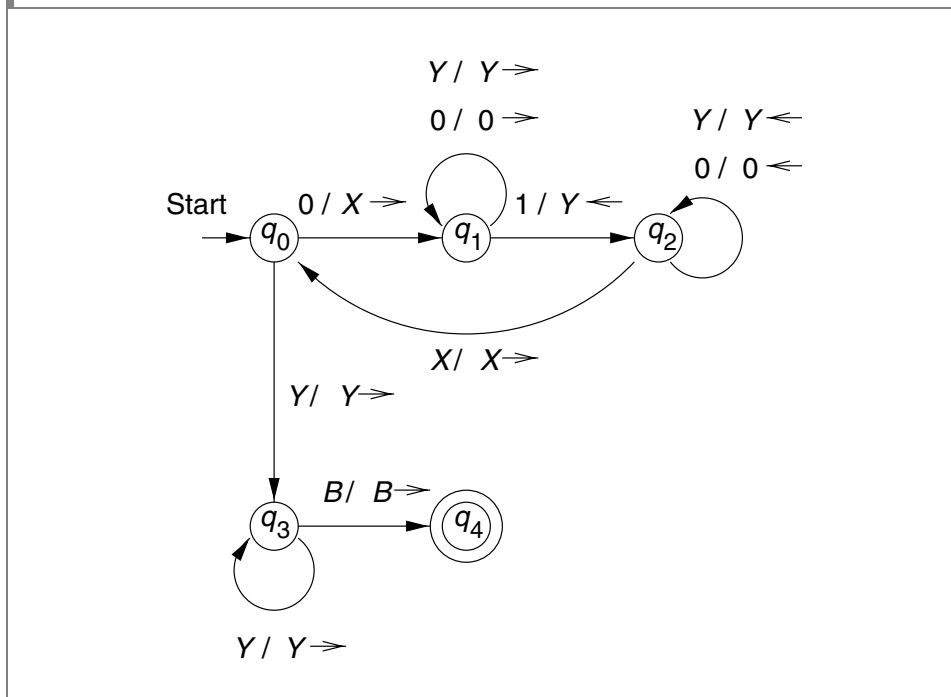 Y / Y →
0 / 0 →
Y / Y ←
0 / 0 ←
Start
0 / X →
1 / Y ←
q0
q1
q2
X / X →
Y / Y →
B / B →
q3
q4
Y / Y →